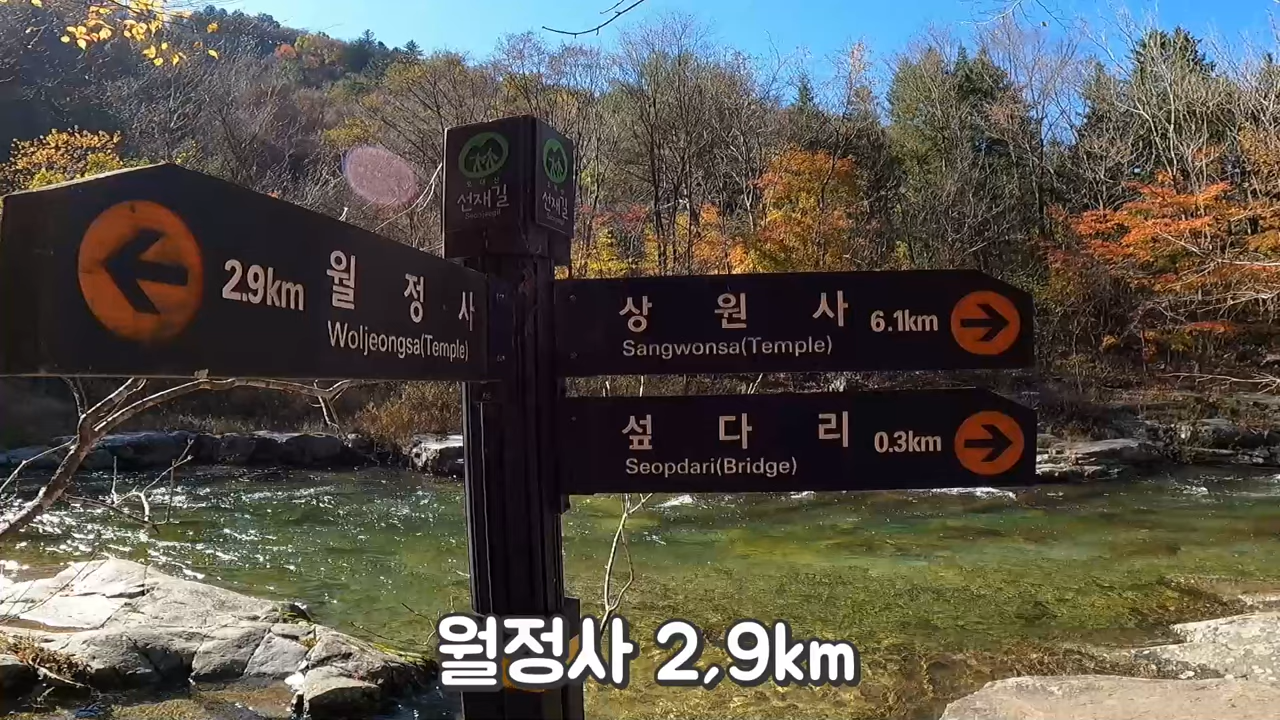 선재길
Seonjaegil
선재길
2.9km 월정사
Woljeongsa(Temple)
상원사 6.1km
Sangwonsa(Temple)
섶다리 0.3km
Seopdari(Bridge)
월정사 2,9km